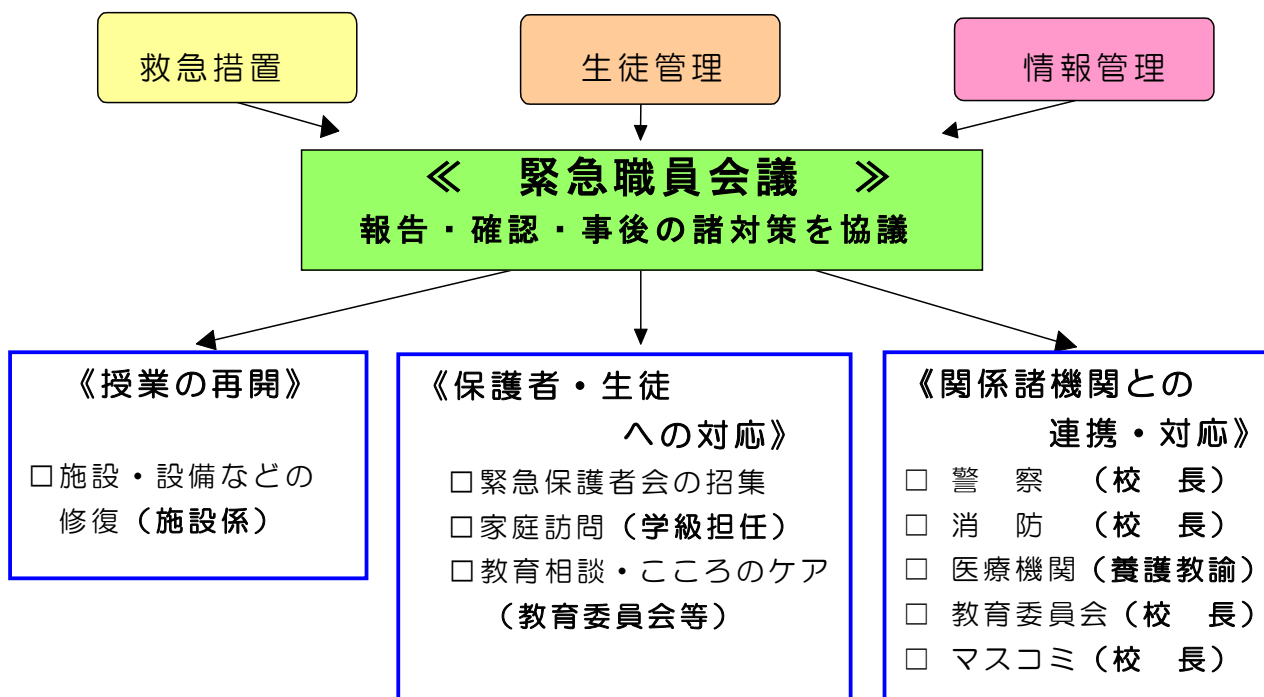 救急措置
生徒管理
情報管理
≪　緊急職員会議　≫
報告・確認・事後の諸対策を協議
《授業の再開》
□施設・設備などの
修復（施設係）
《保護者・生徒
への対応》
□緊急保護者会の招集
□家庭訪問（学級担任）
□教育相談・こころのケア
（教育委員会等）
《関係諸機関との
連携・対応》
□ 警　察　（校　長）
□ 消　防　（校　長）
□ 医療機関（養護教諭）
□ 教育委員会（校　長）
□ マスコミ（校　長）